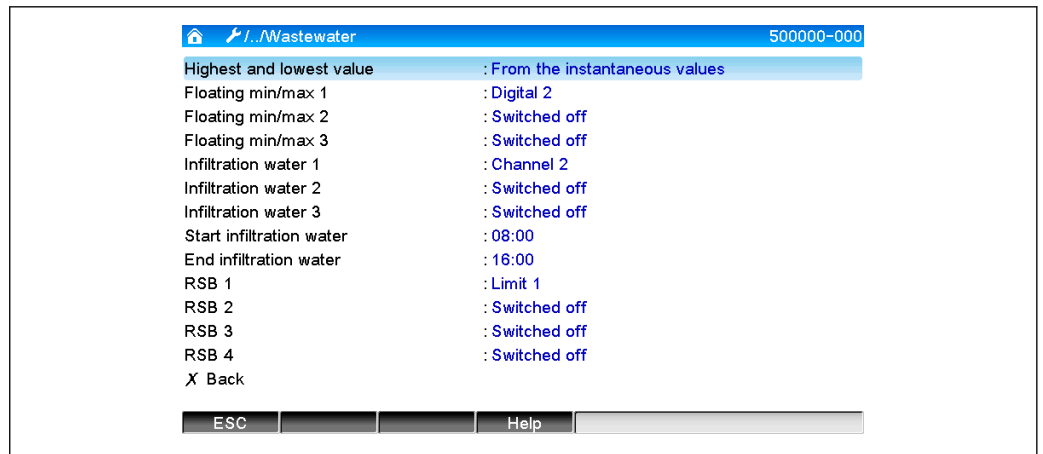 /../Wastewater 500000-000
Highest and lowest value : From the instantaneous values
Floating min/max 1 : Digital 2
Floating min/max 2 : Switched off
Floating min/max 3 : Switched off
Infiltration water 1 : Channel 2
Infiltration water 2 : Switched off
Infiltration water 3 : Switched off
Start infiltration water : 08:00
End infiltration water : 16:00
RSB 1 : Limit 1
RSB 2 : Switched off
RSB 3 : Switched off
RSB 4 : Switched off
X Back
ESC Help